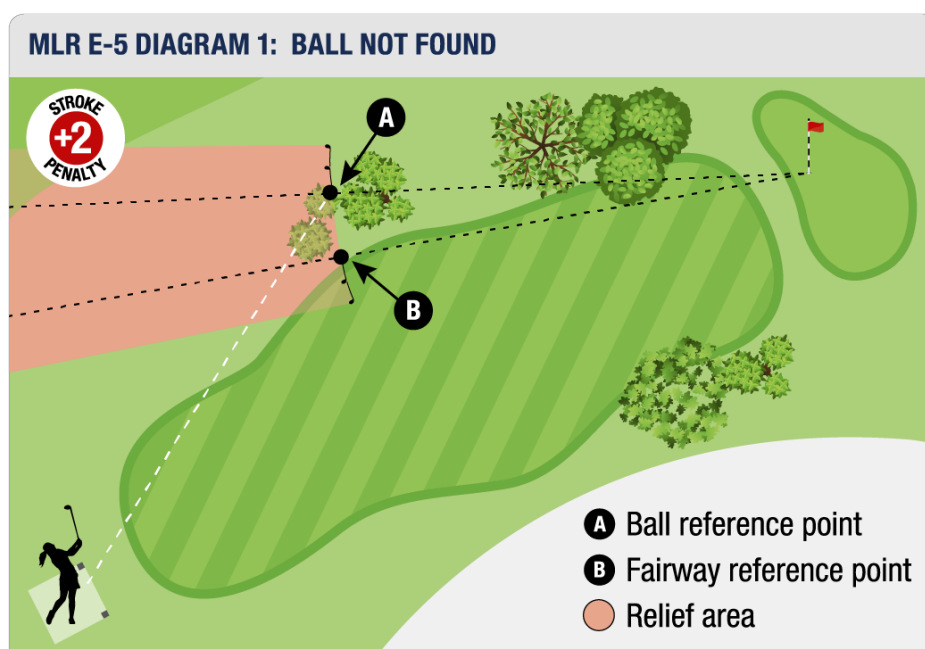 MLR E-5 DIAGRAM 1: BALL NOT FOUND
STROKE
+2
PENALTY
A
B
A Ball reference point
B Fairway reference point
Relief area